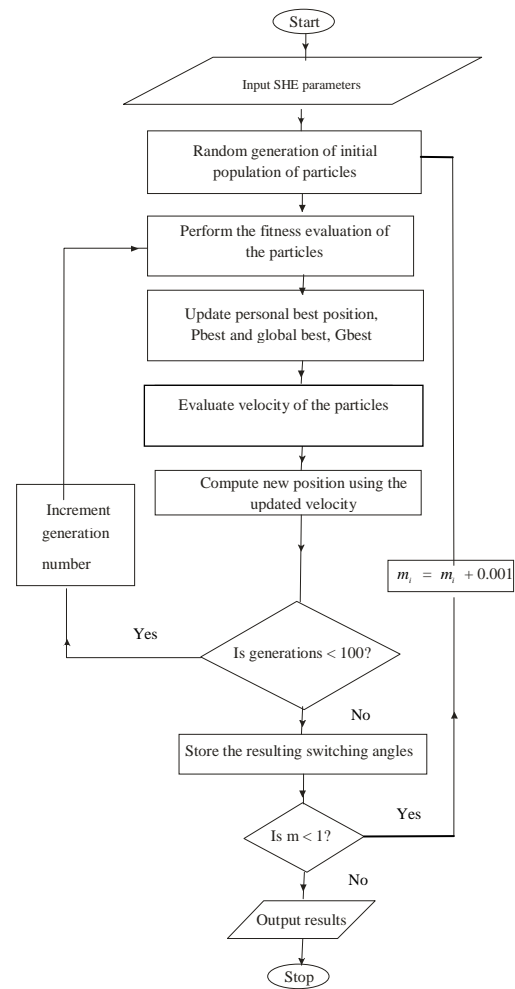 Start
Input SHE parameters
Random generation of initial
population of particles
Perform the fitness evaluation of
the particles
Update personal best position,
Pbest and global best, Gbest
Evaluate velocity of the particles
Compute new position using the
updated velocity
Increment
generation
number
m_i = m_i + 0.001
Yes
Is generations < 100?
No
Store the resulting switching angles
Is m < 1?
Yes
No
Output results
Stop